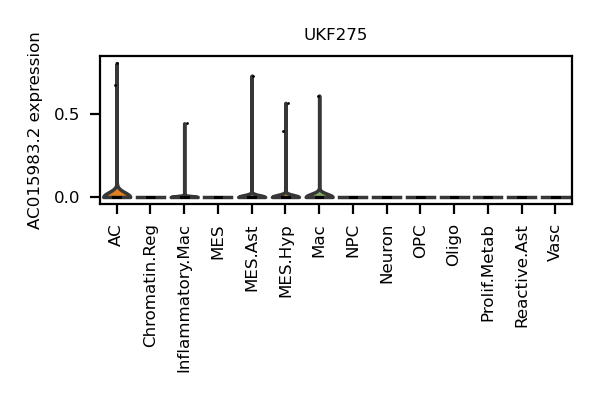 UKF275
AC015983.2 expression
0.5
0.0
AC
Chromatin.Reg
Inflammatory.Mac
MES
MES.Ast
MES.Hyp
Mac
NPC
Neuron
OPC
Oligo
Prolif.Metab
Reactive.Ast
Vasc